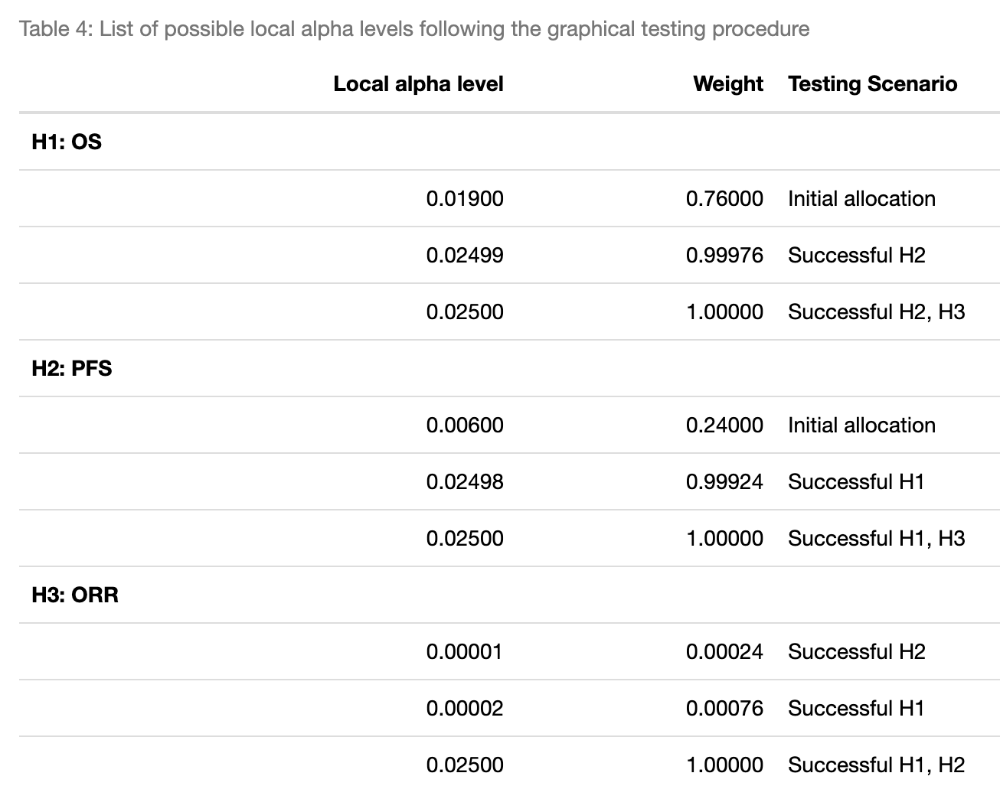 Table 4: List of possible local alpha levels following the graphical testing procedure
Local alpha level Weight Testing Scenario
H1: OS
0.01900 0.76000 Initial allocation
0.02499 0.99976 Successful H2
0.02500 1.00000 Successful H2, H3
H2: PFS
0.00600 0.24000 Initial allocation
0.02498 0.99924 Successful H1
0.02500 1.00000 Successful H1, H3
H3: ORR
0.00001 0.00024 Successful H2
0.00002 0.00076 Successful H1
0.02500 1.00000 Successful H1, H2